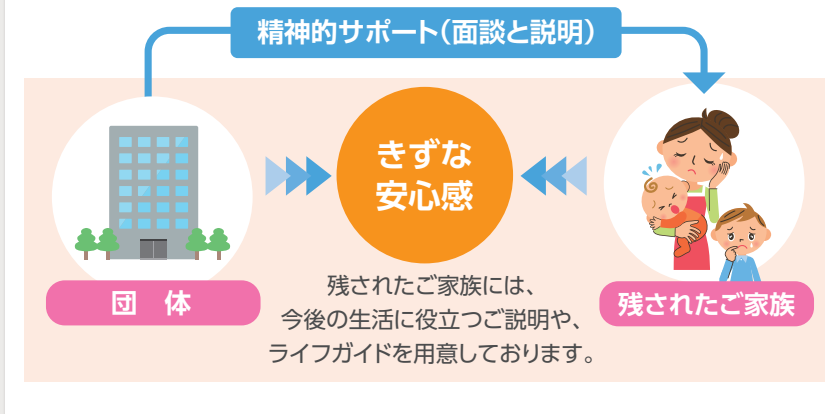 精神的サポート（面談と説明）
きずな
安心感
団　体
残されたご家族には、
今後の生活に役立つご説明や、
ライフガイドを用意しております。
残されたご家族